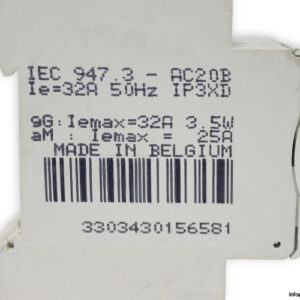 IEC 947.3 - AC20B
Ie=32A 50Hz IP3XD
gG: Iemax=32A 3.5W
aM : Iemax = 25A
MADE IN BELGIUM
3303430156581